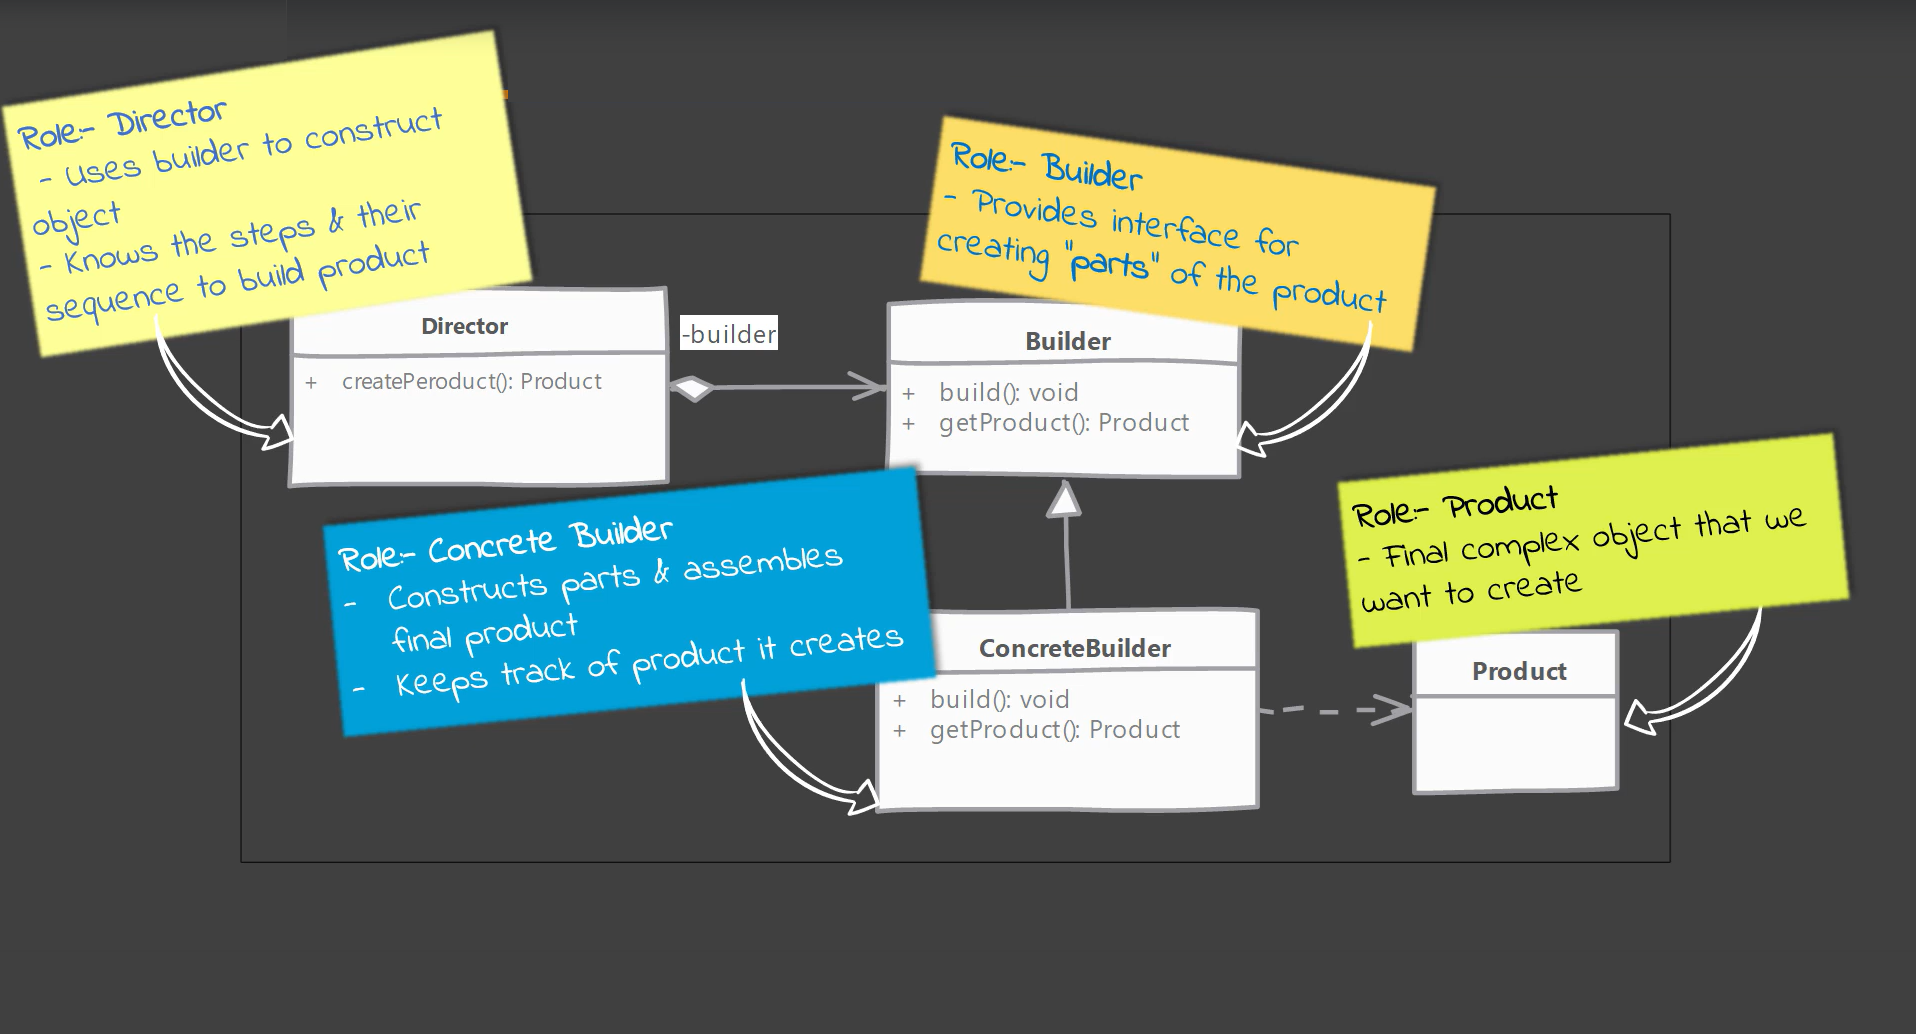 Role:- Director
- Uses builder to construct
object
- Knows the steps & their
sequence to build product
Role:- Builder
- Provides interface for
creating "parts" of the product
Director
+ createPeroduct(): Product
-builder
Builder
+ build(): void
+ getProduct(): Product
Role:- Concrete Builder
- Constructs parts & assembles
final product
- Keeps track of product it creates
Role:- Product
- Final complex object that we
want to create
ConcreteBuilder
+ build(): void
+ getProduct(): Product
Product